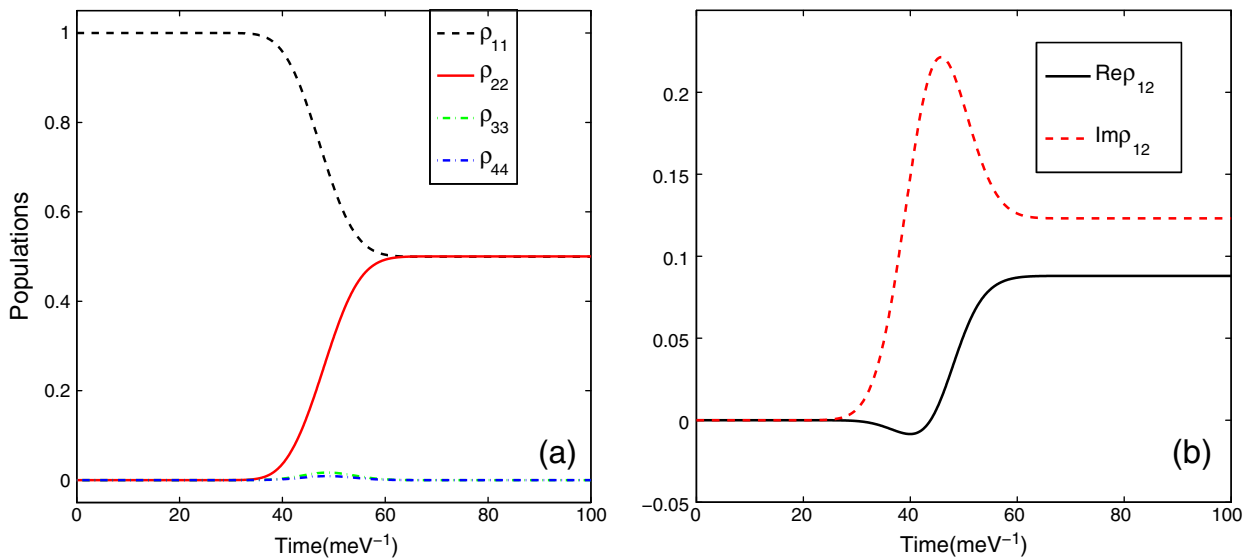 1
0.8
0.6
0.4
0.2
0
Populations
0 20 40 60 80 100
Time(meV⁻¹)
ρ₁₁
ρ₂₂
ρ₃₃
ρ₄₄
(a)
0.2
0.15
0.1
0.05
0
−0.05
0 20 40 60 80 100
Time(meV⁻¹)
Reρ₁₂
Imρ₁₂
(b)